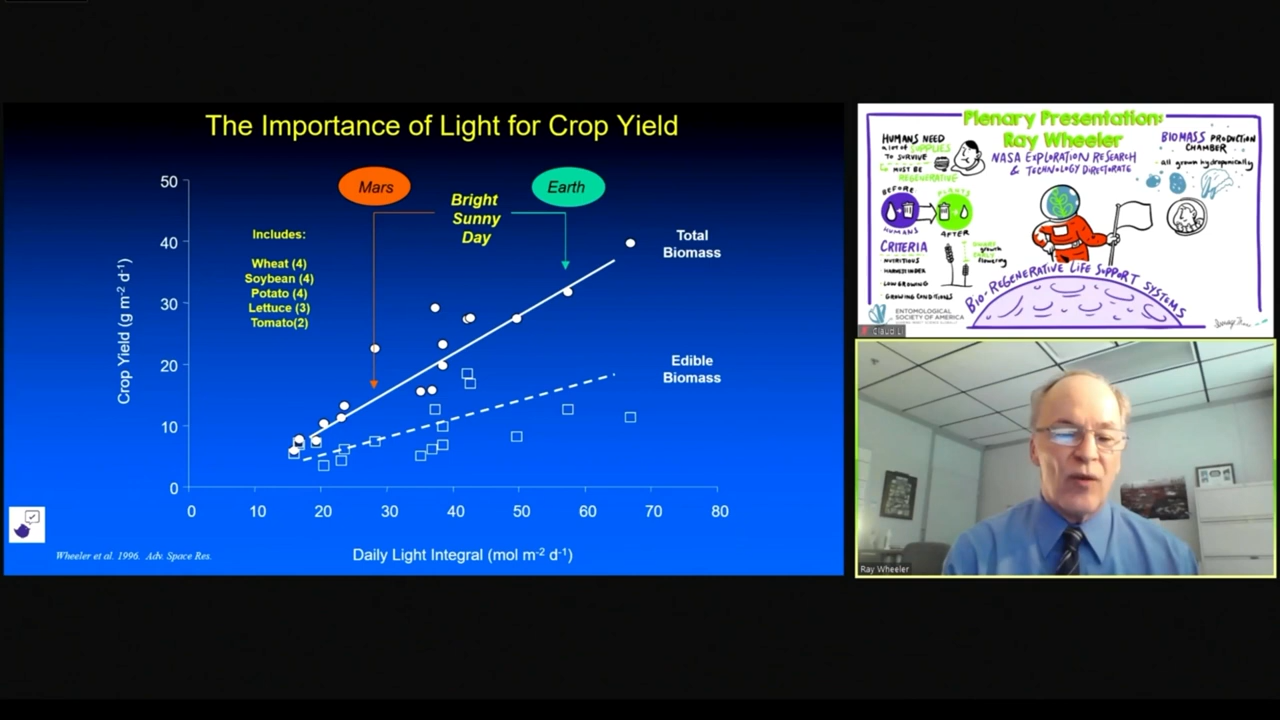 The Importance of Light for Crop Yield
Mars
Bright
Sunny
Day
Earth
Includes:
Wheat (4)
Soybean (4)
Potato (4)
Lettuce (3)
Tomato(2)
Total
Biomass
Edible
Biomass
Crop Yield (g m-2 d-1)
50
40
30
20
10
0
0 10 20 30 40 50 60 70 80
Daily Light Integral (mol m-2 d-1)
Wheeler et al. 1996. Adv. Space Res.
Plenary Presentation:
Ray Wheeler
NASA EXPLORATION RESEARCH
& TECHNOLOGY DIRECTORATE
HUMANS NEED
a lot of SUPPLIES
TO SURVIVE
MUST BE
REGENERATIVE
BIOMASS PRODUCTION
CHAMBER
all grown hydroponically
BEFORE
HUMANS
PLANTS
AFTER
CRITERIA
NUTRITIOUS
HARVEST INDEX
LOW GROWING
GROWING CONDITIONS
growth
flowering
BIO-REGENERATIVE LIFE SUPPORT SYSTEMS
ENTOMOLOGICAL
SOCIETY OF AMERICA
Claud Li
Ray Wheeler